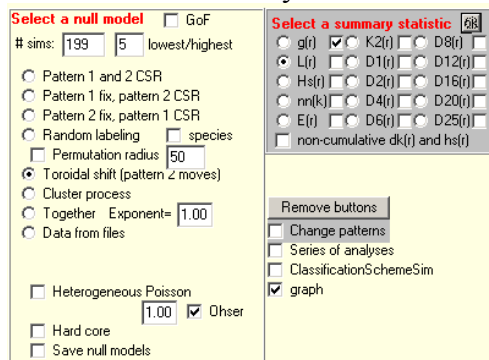 Select a null model GoF
# sims: 199 5 lowest/highest
Pattern 1 and 2 CSR
Pattern 1 fix, pattern 2 CSR
Pattern 2 fix, pattern 1 CSR
Random labeling species
Permutation radius 50
Toroidal shift (pattern 2 moves)
Cluster process
Together Exponent= 1.00
Data from files
Heterogeneous Poisson
1.00 Ohser
Hard core
Save null models
Select a summary statistic
g(r) K2(r) D8(r)
L(r) D1(r) D12(r)
Hs(r) D2(r) D16(r)
nn(k) D4(r) D20(r)
E(r) D6(r) D25(r)
non-cumulative dk(r) and hs(r)
Remove buttons
Change patterns
Series of analyses
ClassificationSchemeSim
graph